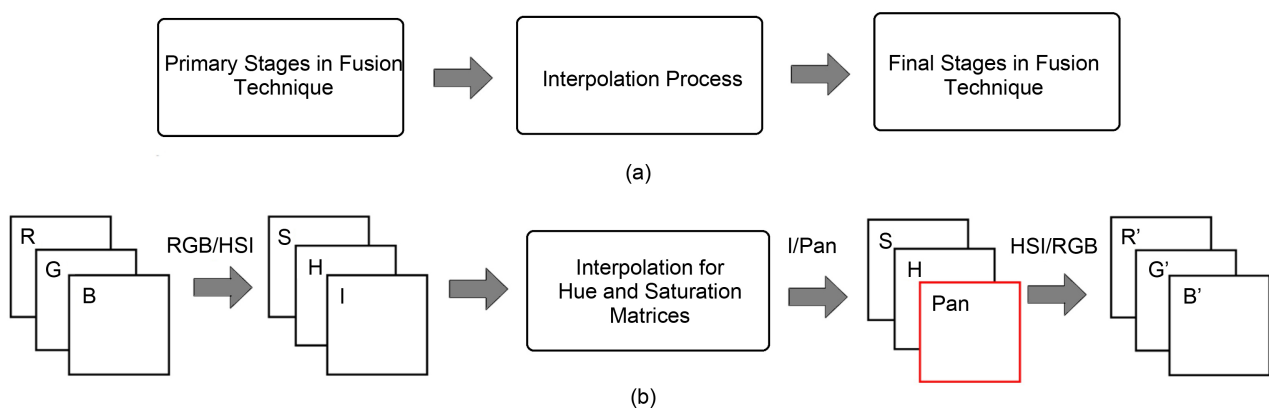 Primary Stages in Fusion
Technique
Interpolation Process
Final Stages in Fusion
Technique
(a)
R
G
B
RGB/HSI
S
H
I
Interpolation for
Hue and Saturation
Matrices
I/Pan
S
H
Pan
HSI/RGB
R’
G’
B’
(b)